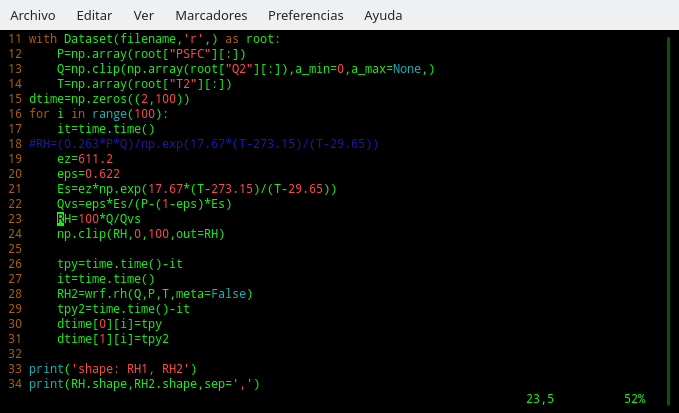 Archivo Editar Ver Marcadores Preferencias Ayuda
11 with Dataset(filename,'r',) as root:
12     P=np.array(root["PSFC"][:])
13     Q=np.clip(np.array(root["Q2"][:]),a_min=0,a_max=None,)
14     T=np.array(root["T2"][:])
15 dtime=np.zeros((2,100))
16 for i in range(100):
17     it=time.time()
18 #RH=(0.263*P*Q)/np.exp(17.67*(T-273.15)/(T-29.65))
19     ez=611.2
20     eps=0.622
21     Es=ez*np.exp(17.67*(T-273.15)/(T-29.65))
22     Qvs=eps*Es/(P-(1-eps)*Es)
23     RH=100*Q/Qvs
24     np.clip(RH,0,100,out=RH)
25
26     tpy=time.time()-it
27     it=time.time()
28     RH2=wrf.rh(Q,P,T,meta=False)
29     tpy2=time.time()-it
30     dtime[0][i]=tpy
31     dtime[1][i]=tpy2
32
33 print('shape: RH1, RH2')
34 print(RH.shape,RH2.shape,sep=',')
23,5 52%